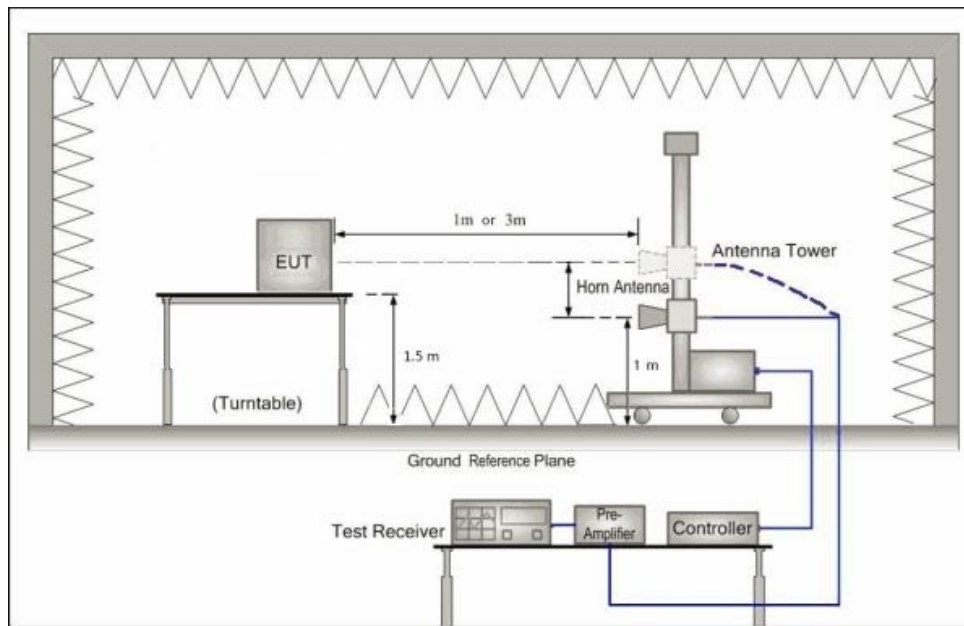 1m or 3m
EUT
Antenna Tower
Horn Antenna
1.5 m
1 m
(Turntable)
Ground Reference Plane
Test Receiver
Pre-
Amplifier
Controller